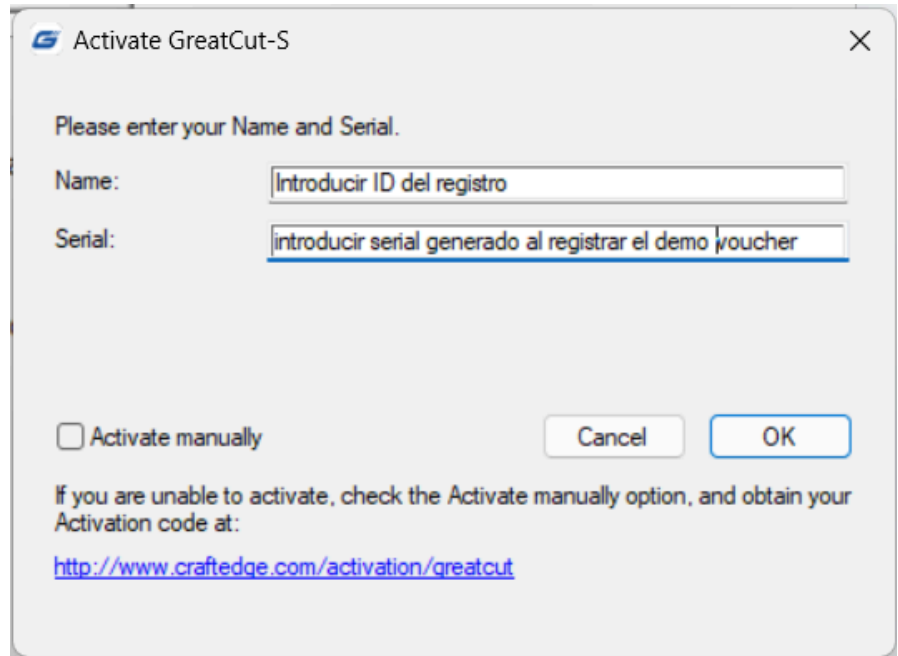 Activate GreatCut-S
Please enter your Name and Serial.
Name: Introducir ID del registro
Serial: introducir serial generado al registrar el demo voucher
Activate manually
Cancel
OK
If you are unable to activate, check the Activate manually option, and obtain your
Activation code at:
http://www.craftedge.com/activation/greatcut